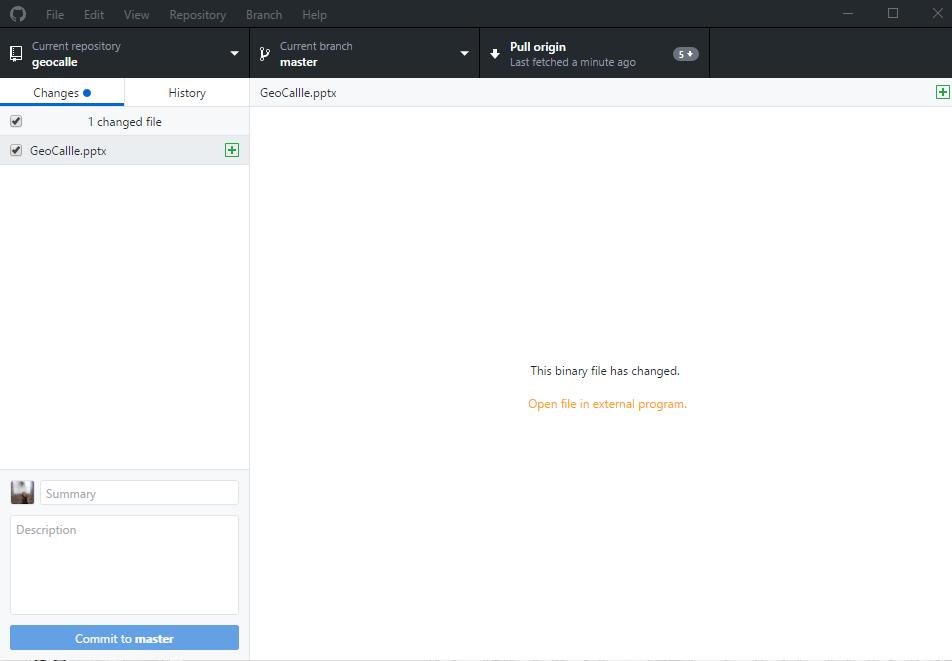 File Edit View Repository Branch Help
Current repository
geocalle
Current branch
master
Pull origin
Last fetched a minute ago
5
Changes
History
GeoCallle.pptx
1 changed file
GeoCallle.pptx
This binary file has changed.
Open file in external program.
Summary
Description
Commit to master